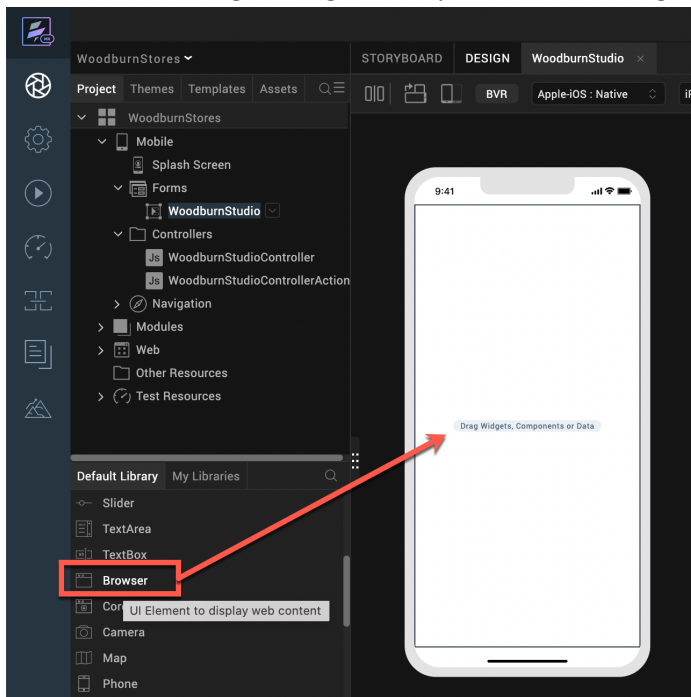 WoodburnStores
STORYBOARD DESIGN WoodburnStudio ×
Project Themes Templates Assets
BVR Apple-iOS : Native
WoodburnStores
Mobile
Splash Screen
Forms
WoodburnStudio
Controllers
Js WoodburnStudioController
Js WoodburnStudioControllerAction
Navigation
Modules
Web
Other Resources
Test Resources
9:41
Drag Widgets, Components or Data
Default Library My Libraries
Slider
TextArea
TextBox
Browser
UI Element to display web content
Camera
Map
Phone